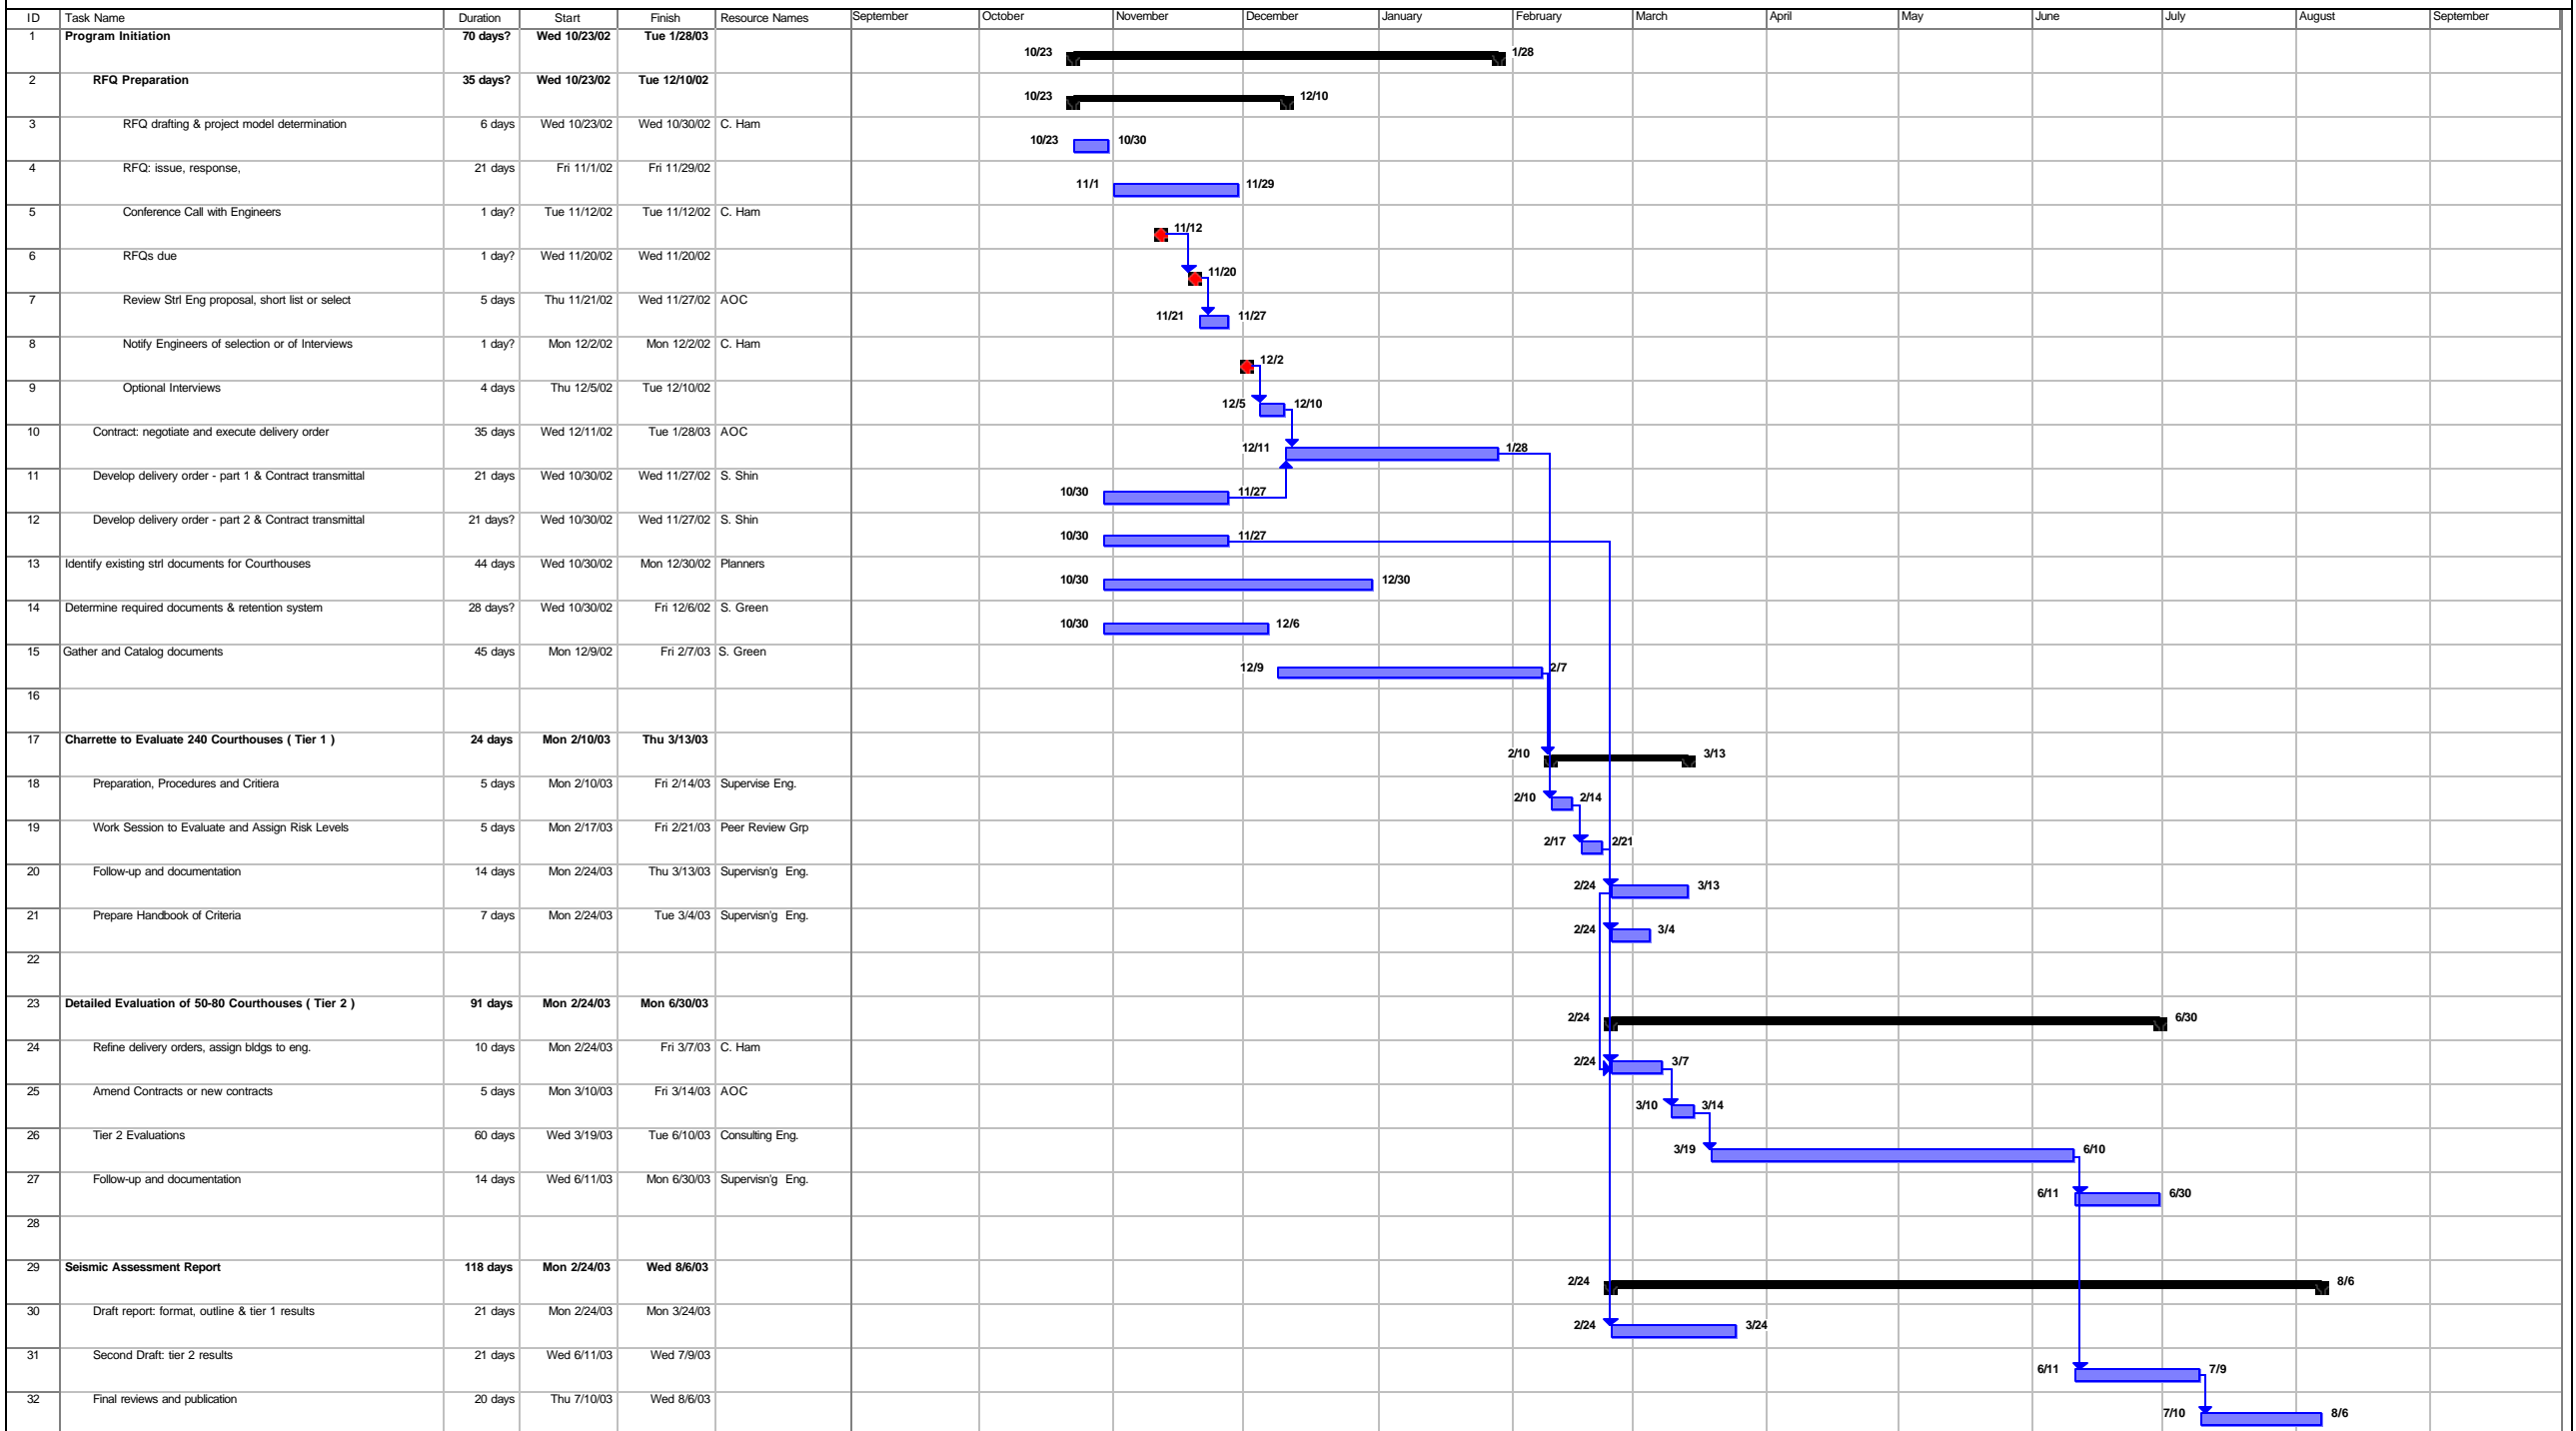 ID Task Name Duration Start Finish Resource Names September October November December January February March April May June July August September
1 Program Initiation 70 days? Wed 10/23/02 Tue 1/28/03
10/23 1/28
2 RFQ Preparation 35 days? Wed 10/23/02 Tue 12/10/02
10/23 12/10
3 RFQ drafting & project model determination 6 days Wed 10/23/02 Wed 10/30/02 C. Ham
10/23 10/30
4 RFQ: issue, response, 21 days Fri 11/1/02 Fri 11/29/02
11/1 11/29
5 Conference Call with Engineers 1 day? Tue 11/12/02 Tue 11/12/02 C. Ham
11/12
6 RFQs due 1 day? Wed 11/20/02 Wed 11/20/02
11/20
7 Review Strl Eng proposal, short list or select 5 days Thu 11/21/02 Wed 11/27/02 AOC
11/21 11/27
8 Notify Engineers of selection or of Interviews 1 day? Mon 12/2/02 Mon 12/2/02 C. Ham
12/2
9 Optional Interviews 4 days Thu 12/5/02 Tue 12/10/02
12/5 12/10
10 Contract: negotiate and execute delivery order 35 days Wed 12/11/02 Tue 1/28/03 AOC
12/11 1/28
11 Develop delivery order - part 1 & Contract transmittal 21 days Wed 10/30/02 Wed 11/27/02 S. Shin
10/30 11/27
12 Develop delivery order - part 2 & Contract transmittal 21 days? Wed 10/30/02 Wed 11/27/02 S. Shin
10/30 11/27
13 Identify existing strl documents for Courthouses 44 days Wed 10/30/02 Mon 12/30/02 Planners
10/30 12/30
14 Determine required documents & retention system 28 days? Wed 10/30/02 Fri 12/6/02 S. Green
10/30 12/6
15 Gather and Catalog documents 45 days Mon 12/9/02 Fri 2/7/03 S. Green
12/9 2/7
16
17 Charrette to Evaluate 240 Courthouses ( Tier 1 ) 24 days Mon 2/10/03 Thu 3/13/03
2/10 3/13
18 Preparation, Procedures and Critiera 5 days Mon 2/10/03 Fri 2/14/03 Supervise Eng.
2/10 2/14
19 Work Session to Evaluate and Assign Risk Levels 5 days Mon 2/17/03 Fri 2/21/03 Peer Review Grp
2/17 2/21
20 Follow-up and documentation 14 days Mon 2/24/03 Thu 3/13/03 Supervisn'g Eng.
2/24 3/13
21 Prepare Handbook of Criteria 7 days Mon 2/24/03 Tue 3/4/03 Supervisn'g Eng.
2/24 3/4
22
23 Detailed Evaluation of 50-80 Courthouses ( Tier 2 ) 91 days Mon 2/24/03 Mon 6/30/03
2/24 6/30
24 Refine delivery orders, assign bldgs to eng. 10 days Mon 2/24/03 Fri 3/7/03 C. Ham
2/24 3/7
25 Amend Contracts or new contracts 5 days Mon 3/10/03 Fri 3/14/03 AOC
3/10 3/14
26 Tier 2 Evaluations 60 days Wed 3/19/03 Tue 6/10/03 Consulting Eng.
3/19 6/10
27 Follow-up and documentation 14 days Wed 6/11/03 Mon 6/30/03 Supervisn'g Eng.
6/11 6/30
28
29 Seismic Assessment Report 118 days Mon 2/24/03 Wed 8/6/03
2/24 8/6
30 Draft report: format, outline & tier 1 results 21 days Mon 2/24/03 Mon 3/24/03
2/24 3/24
31 Second Draft: tier 2 results 21 days Wed 6/11/03 Wed 7/9/03
6/11 7/9
32 Final reviews and publication 20 days Thu 7/10/03 Wed 8/6/03
7/10 8/6